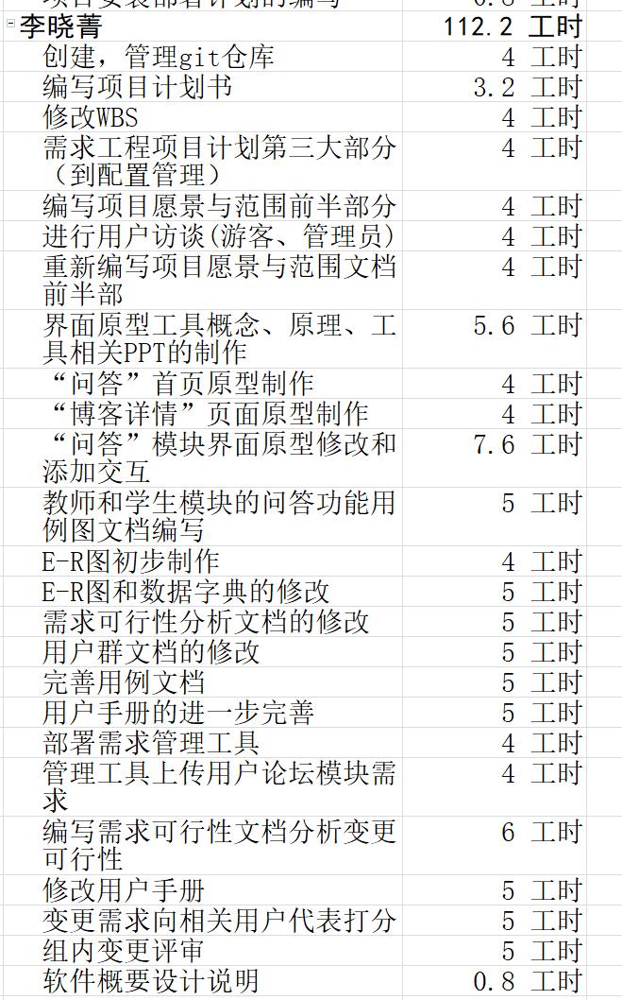 项目安装部署计划的编写 0.8 工时
李晓菁 112.2 工时
创建，管理git仓库 4 工时
编写项目计划书 3.2 工时
修改WBS 4 工时
需求工程项目计划第三大部分 4 工时
（到配置管理）
编写项目愿景与范围前半部分 4 工时
进行用户访谈(游客、管理员) 4 工时
重新编写项目愿景与范围文档 4 工时
前半部
界面原型工具概念、原理、工 5.6 工时
具相关PPT的制作
“问答”首页原型制作 4 工时
“博客详情”页面原型制作 4 工时
“问答”模块界面原型修改和 7.6 工时
添加交互
教师和学生模块的问答功能用 5 工时
例图文档编写
E-R图初步制作 4 工时
E-R图和数据字典的修改 5 工时
需求可行性分析文档的修改 5 工时
用户群文档的修改 5 工时
完善用例文档 5 工时
用户手册的进一步完善 5 工时
部署需求管理工具 4 工时
管理工具上传用户论坛模块需 4 工时
求
编写需求可行性文档分析变更 6 工时
可行性
修改用户手册 5 工时
变更需求向相关用户代表打分 5 工时
组内变更评审 5 工时
软件概要设计说明 0.8 工时